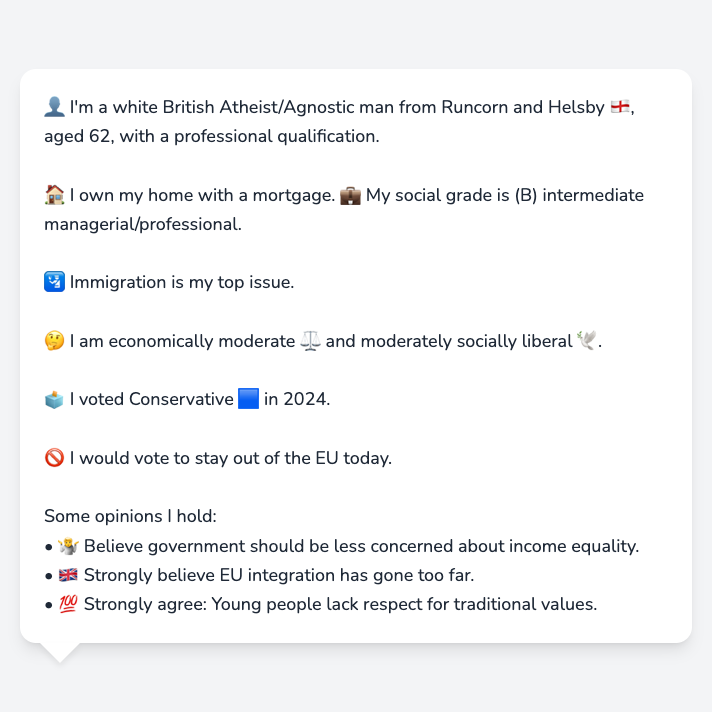 👤 I'm a white British Atheist/Agnostic man from Runcorn and Helsby 🏴󠁧󠁢󠁥󠁮󠁧󠁿,
aged 62, with a professional qualification.
🏠 I own my home with a mortgage. 💼 My social grade is (B) intermediate
managerial/professional.
🛂 Immigration is my top issue.
🤔 I am economically moderate ⚖️ and moderately socially liberal 🕊️.
🗳️ I voted Conservative 🟦 in 2024.
🚫 I would vote to stay out of the EU today.
Some opinions I hold:
• 🤷 Believe government should be less concerned about income equality.
• 🇬🇧 Strongly believe EU integration has gone too far.
• 💯 Strongly agree: Young people lack respect for traditional values.